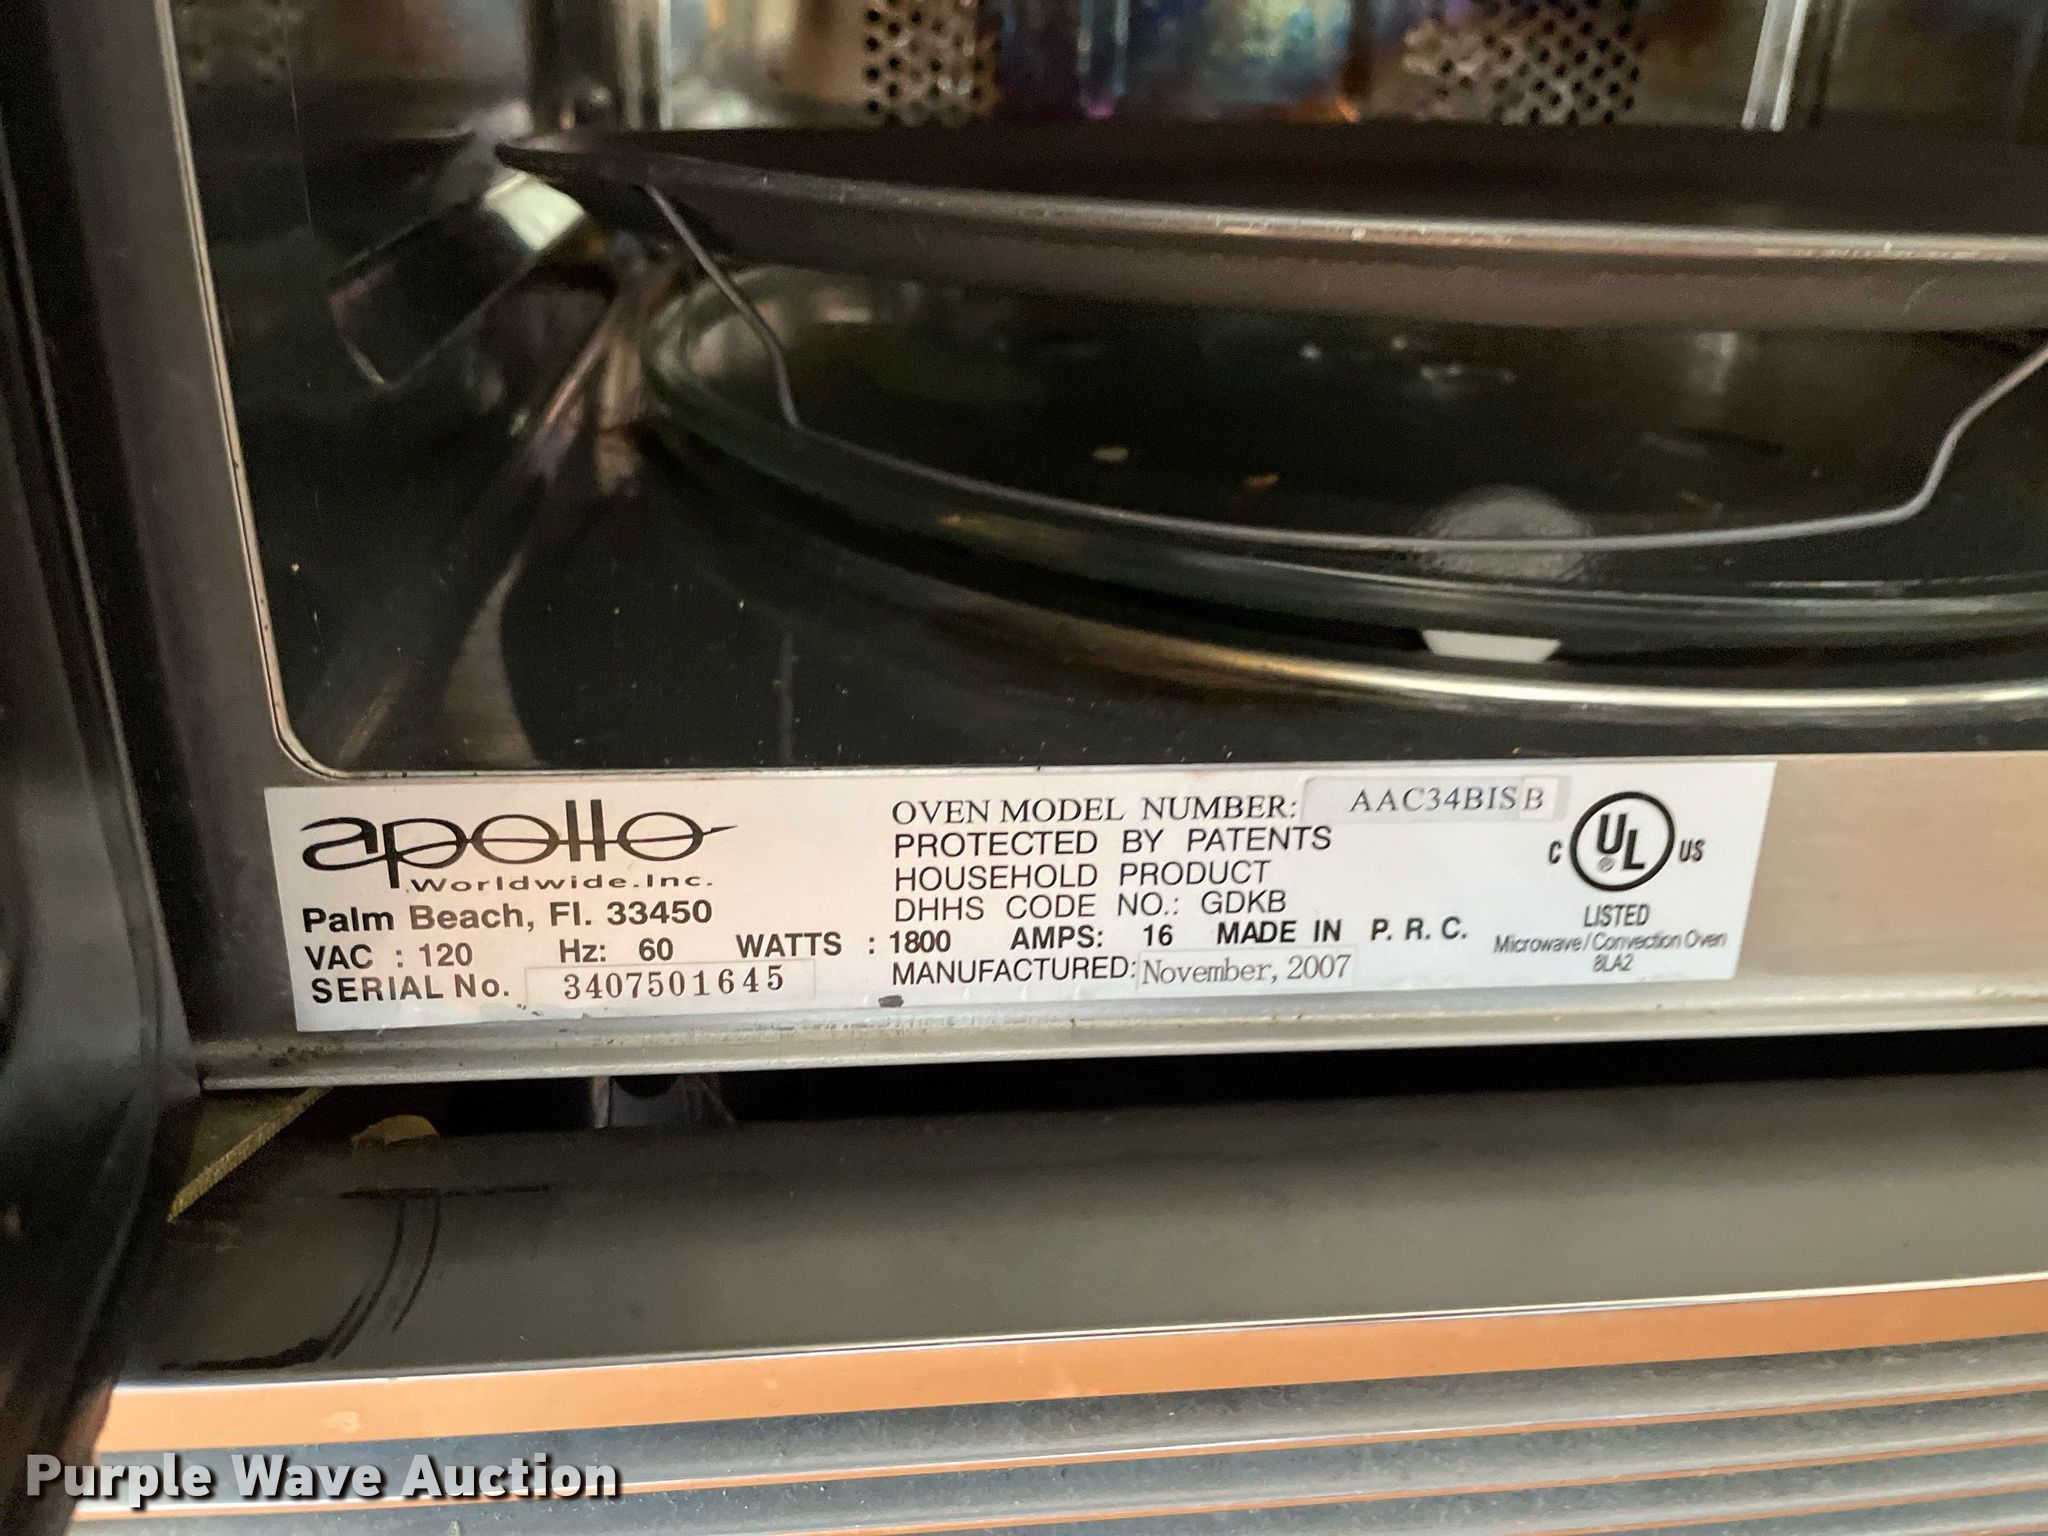 apollo
Worldwide.Inc.
Palm Beach, Fl. 33450
VAC : 120 Hz: 60 WATTS : 1800 AMPS: 16 MADE IN P. R. C.
SERIAL No. 3407501645
OVEN MODEL NUMBER: AAC34BISB
PROTECTED BY PATENTS
HOUSEHOLD PRODUCT
DHHS CODE NO.: GDKB
MANUFACTURED: November, 2007
C UL US
®
LISTED
Microwave/Convection Oven
8LA2
Purple Wave Auction